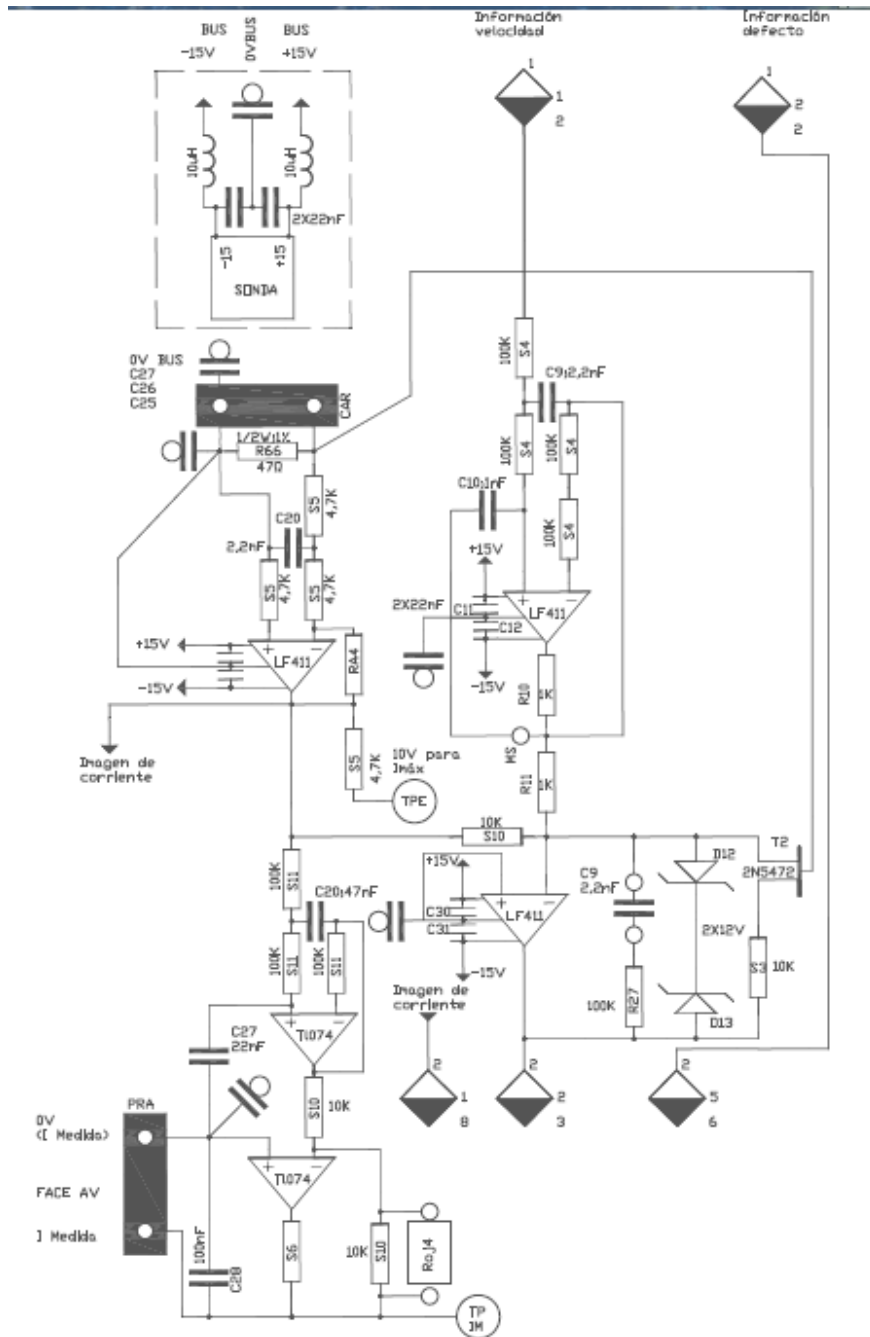 BUS
-15V
0VBUS
BUS
+15V
Información
velocidad
Información
defecto
1
1
2
1
2
2
10uH
10uH
2X22nF
-15
+15
SONDA
0V BUS
C27
C26
C25
CAR
1/2W;1%
R66
47Ω
100K
S4
C9;2,2nF
100K
S4
100K
S4
C10;1nF
100K
S4
S5
4,7K
C20
2,2nF
S5
4,7K
S5
4,7K
+15V
2X22nF
C11
C12
+
-
LF411
-15V
+15V
-15V
+
-
LF411
RA4
R10
1K
MS
R11
1K
Imagen de
corriente
S5
4,7K
10V para
Imáx
TPE
10K
S10
T2
2N5472
D12
100K
S11
C20;47nF
+15V
C30
C31
+
-
LF411
-15V
C9
2,2nF
2X12V
S3
10K
100K
S11
100K
S11
Imagen de
corriente
100K
R27
D13
+
-
Tl074
C27
22nF
S10
10K
2
1
8
2
2
3
2
5
6
PRA
0V
(I Medida)
+
-
Tl074
FACE AV
I Medida
100nF
C28
S6
10K
S10
Raj4
TP
IM